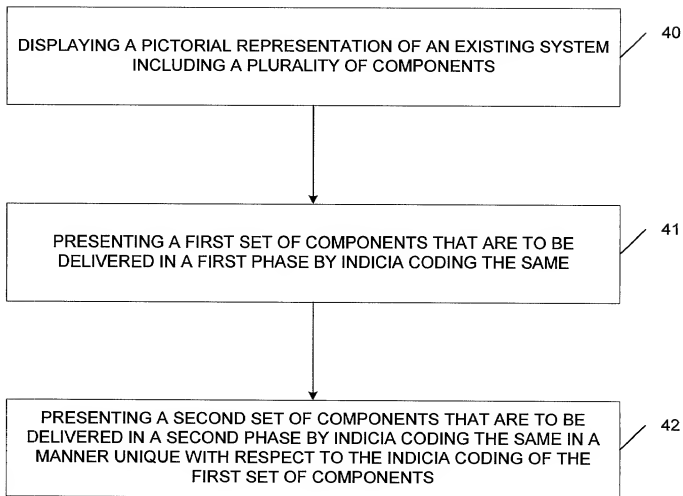 DISPLAYING A PICTORIAL REPRESENTATION OF AN EXISTING SYSTEM
INCLUDING A PLURALITY OF COMPONENTS
40
PRESENTING A FIRST SET OF COMPONENTS THAT ARE TO BE
DELIVERED IN A FIRST PHASE BY INDICIA CODING THE SAME
41
PRESENTING A SECOND SET OF COMPONENTS THAT ARE TO BE
DELIVERED IN A SECOND PHASE BY INDICIA CODING THE SAME IN A
MANNER UNIQUE WITH RESPECT TO THE INDICIA CODING OF THE
FIRST SET OF COMPONENTS
42